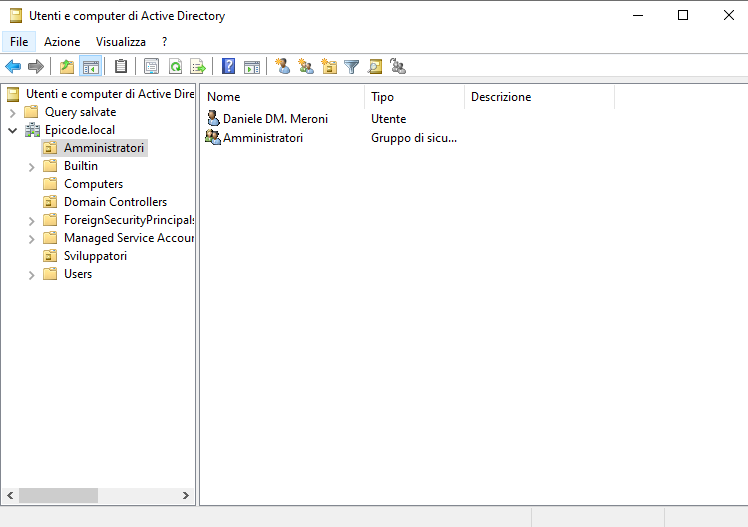 Utenti e computer di Active Directory
File Azione Visualizza ?
Utenti e computer di Active Dire
Query salvate
Epicode.local
Amministratori
Builtin
Computers
Domain Controllers
ForeignSecurityPrincipals
Managed Service Accour
Sviluppatori
Users
Nome Tipo Descrizione
Daniele DM. Meroni Utente
Amministratori Gruppo di sicu...